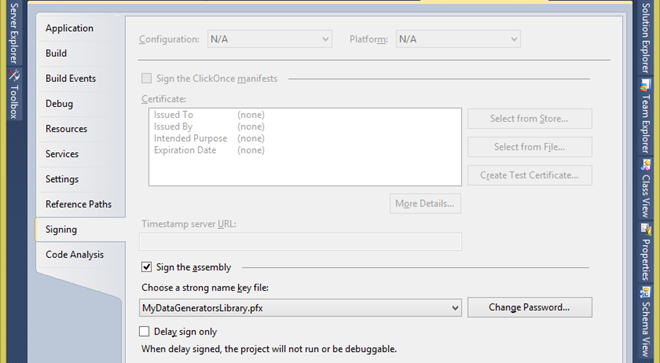 Server Explorer
Toolbox
Application
Build
Build Events
Debug
Resources
Services
Settings
Reference Paths
Signing
Code Analysis
Configuration: N/A Platform: N/A
Sign the ClickOnce manifests
Certificate:
Issued To (none)
Issued By (none)
Intended Purpose (none)
Expiration Date (none)
Select from Store...
Select from File...
Create Test Certificate...
More Details...
Timestamp server URL:
Sign the assembly
Choose a strong name key file:
MyDataGeneratorsLibrary.pfx Change Password...
Delay sign only
When delay signed, the project will not run or be debuggable.
Solution Explorer
Team Explorer
Class View
Properties
Schema View